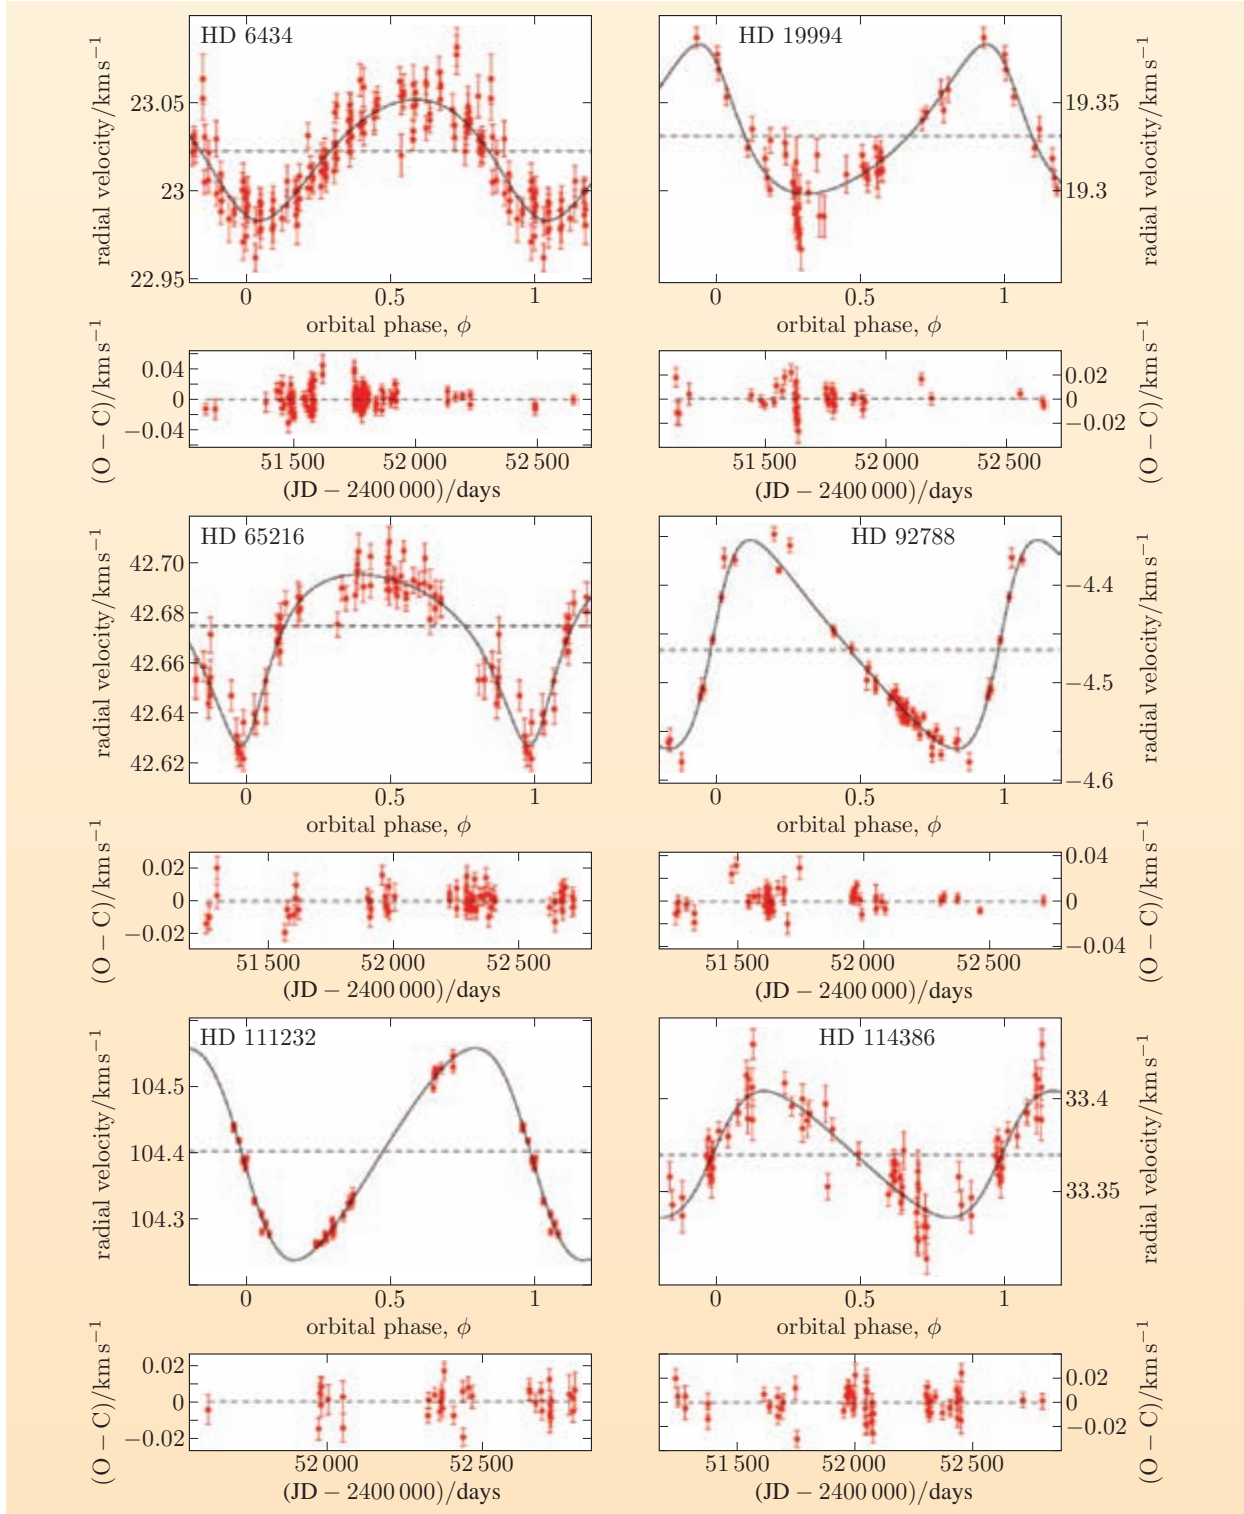 HD 6434
radial velocity/km s−1
23.05
23
22.95
0 0.5 1
orbital phase, ϕ
(O − C)/km s−1
0.04
0
−0.04
51 500 52 000 52 500
(JD − 2400 000)/days
HD 19994
radial velocity/km s−1
19.35
19.3
0 0.5 1
orbital phase, ϕ
(O − C)/km s−1
0.02
0
−0.02
51 500 52 000 52 500
(JD − 2400 000)/days
HD 65216
radial velocity/km s−1
42.70
42.68
42.66
42.64
42.62
0 0.5 1
orbital phase, ϕ
(O − C)/km s−1
0.02
0
−0.02
51 500 52 000 52 500
(JD − 2400 000)/days
HD 92788
radial velocity/km s−1
−4.4
−4.5
−4.6
0 0.5 1
orbital phase, ϕ
(O − C)/km s−1
0.04
0
−0.04
51 500 52 000 52 500
(JD − 2400 000)/days
HD 111232
radial velocity/km s−1
104.5
104.4
104.3
0 0.5 1
orbital phase, ϕ
(O − C)/km s−1
0.02
0
−0.02
52 000 52 500
(JD − 2400 000)/days
HD 114386
radial velocity/km s−1
33.4
33.35
0 0.5 1
orbital phase, ϕ
(O − C)/km s−1
0.02
0
−0.02
51 500 52 000 52 500
(JD − 2400 000)/days